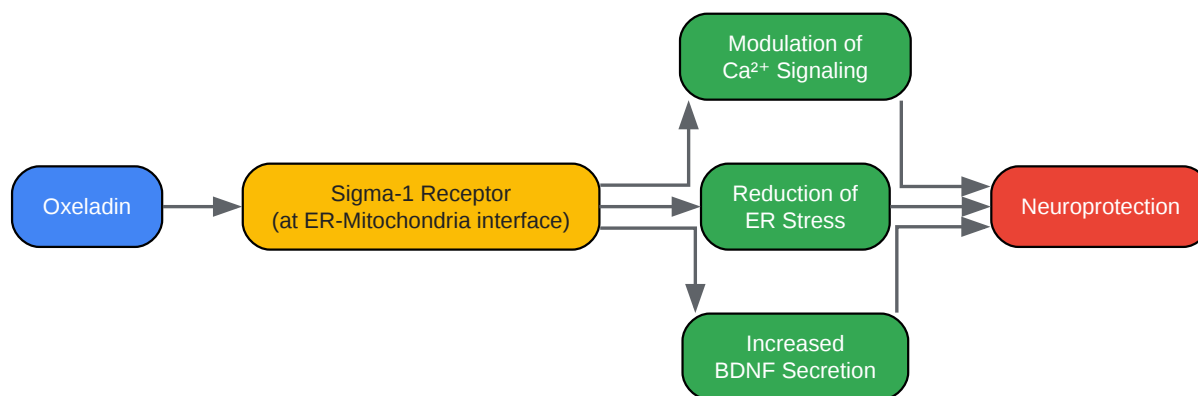 Oxeladin
Sigma-1 Receptor
(at ER-Mitochondria interface)
Modulation of
Ca²⁺ Signaling
Reduction of
ER Stress
Increased
BDNF Secretion
Neuroprotection